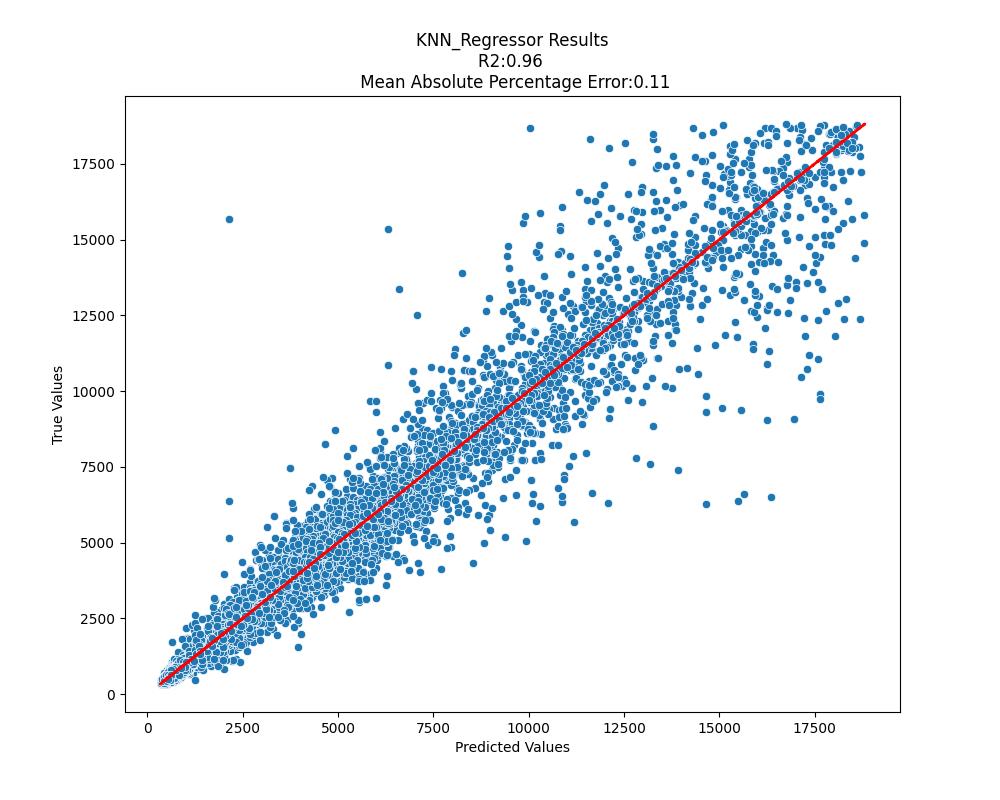 KNN_Regressor Results
R2:0.96
Mean Absolute Percentage Error:0.11
True Values
17500
15000
12500
10000
7500
5000
2500
0
0 2500 5000 7500 10000 12500 15000 17500
Predicted Values